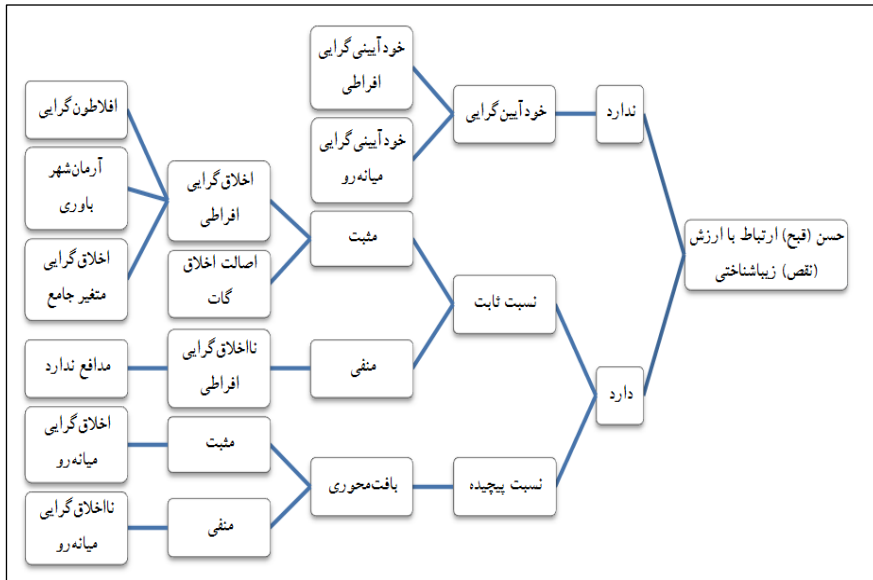 حسن (قبح) ارتباط با ارزش
(نقص) زیباشناختی
ندارد
خودآیین‌گرایی
خودآیینی‌گرایی
افراطی
خودآیینی‌گرایی
میانه‌رو
دارد
نسبت ثابت
مثبت
اخلاق‌گرایی
افراطی
افلاطون‌گرایی
آرمان‌شهر
باوری
اخلاق‌گرایی
متغیر جامع
اصالت اخلاق
گات
منفی
نااخلاق‌گرایی
افراطی
مدافع ندارد
نسبت پیچیده
بافت‌محوری
مثبت
اخلاق‌گرایی
میانه‌رو
منفی
نااخلاق‌گرایی
میانه‌رو